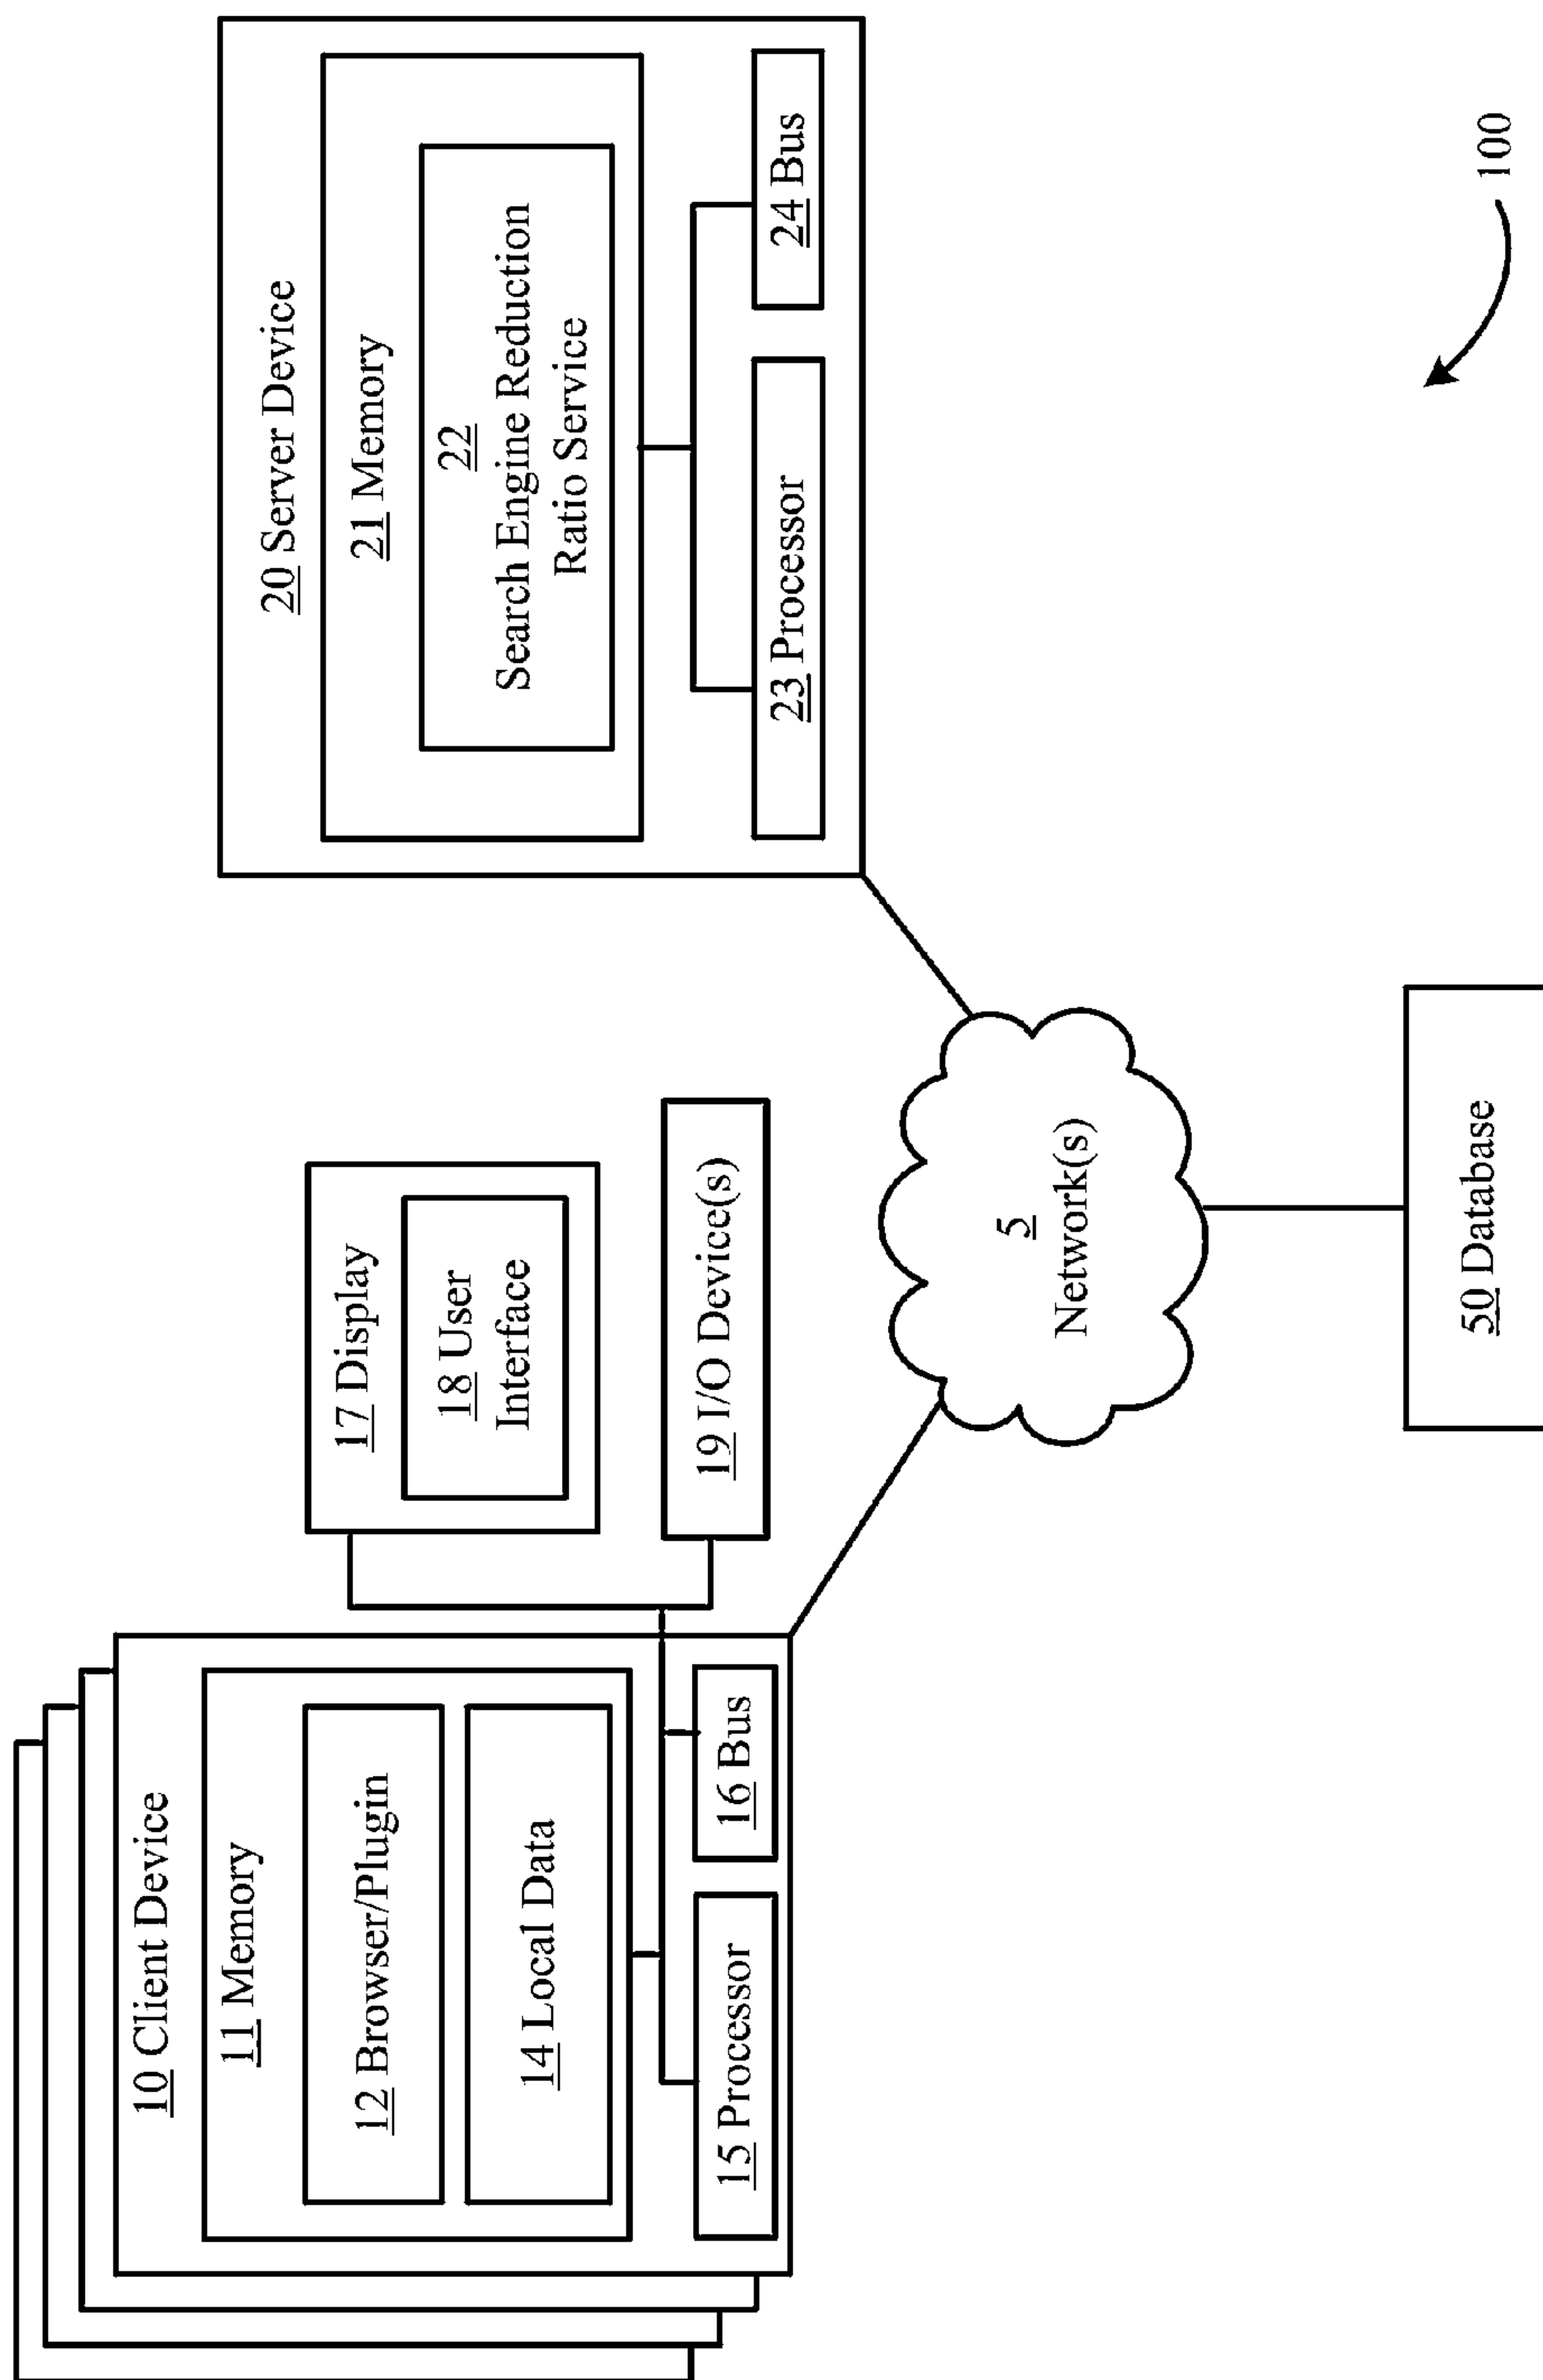 10 Client Device
11 Memory
12 Browser/Plugin
14 Local Data
15 Processor
16 Bus
17 Display
18 User
Interface
19 I/O Device(s)
5
Network(s)
50 Database
20 Server Device
21 Memory
22
Search Engine Reduction
Ratio Service
23 Processor
24 Bus
100